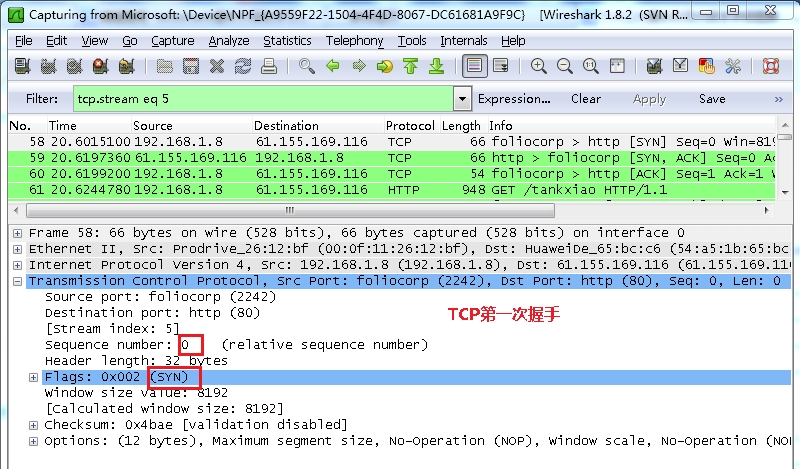 Capturing from Microsoft: \Device\NPF_{A9559F22-1504-4F4D-8067-DC61681A9F9C} [Wireshark 1.8.2 (SVN R...
File Edit View Go Capture Analyze Statistics Telephony Tools Internals Help
Filter: tcp.stream eq 5 Expression... Clear Apply Save »
No. Time Source Destination Protocol Length Info
58 20.6015100 192.168.1.8 61.155.169.116 TCP 66 foliocorp > http [SYN] Seq=0 Win=819
59 20.6197360 61.155.169.116 192.168.1.8 TCP 66 http > foliocorp [SYN, ACK] Seq=0 Ac
60 20.6199200 192.168.1.8 61.155.169.116 TCP 54 foliocorp > http [ACK] Seq=1 Ack=1 W
61 20.6244780 192.168.1.8 61.155.169.116 HTTP 948 GET /tankxiao HTTP/1.1
Frame 58: 66 bytes on wire (528 bits), 66 bytes captured (528 bits) on interface 0
Ethernet II, Src: Prodrive_26:12:bf (00:0f:11:26:12:bf), Dst: HuaweiDe_65:bc:c6 (54:a5:1b:65:bc
Internet Protocol Version 4, Src: 192.168.1.8 (192.168.1.8), Dst: 61.155.169.116 (61.155.169.11
Transmission Control Protocol, Src Port: foliocorp (2242), Dst Port: http (80), Seq: 0, Len: 0
Source port: foliocorp (2242)
Destination port: http (80)
TCP第一次握手
[Stream index: 5]
Sequence number: 0 (relative sequence number)
Header length: 32 bytes
Flags: 0x002 (SYN)
Window size value: 8192
[Calculated window size: 8192]
Checksum: 0x4bae [validation disabled]
Options: (12 bytes), Maximum segment size, No-Operation (NOP), Window scale, No-Operation (NO